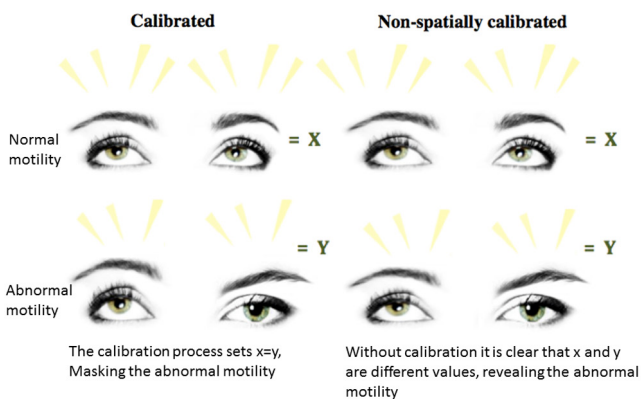 Calibrated
Non-spatially calibrated
Normal
motility
= X
= X
Abnormal
motility
= Y
= Y
The calibration process sets x=y,
Masking the abnormal motility
Without calibration it is clear that x and y
are different values, revealing the abnormal
motility